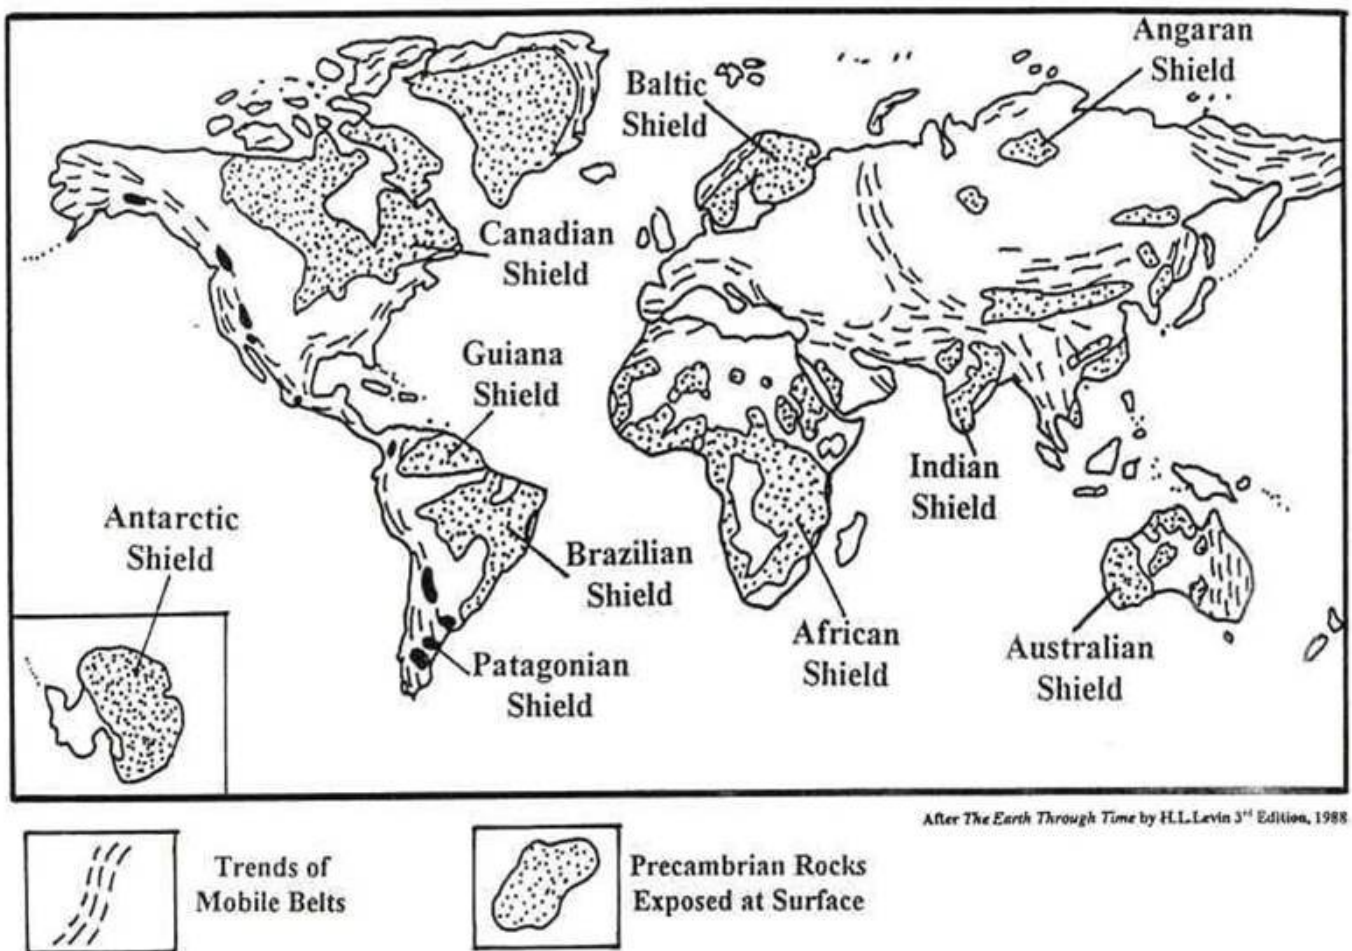 Angaran
Shield
Baltic
Shield
Canadian
Shield
Guiana
Shield
Indian
Shield
Antarctic
Shield
Brazilian
Shield
African
Shield
Australian
Shield
Patagonian
Shield
After The Earth Through Time by H.L.Levin 3rd Edition, 1988
Trends of
Mobile Belts
Precambrian Rocks
Exposed at Surface